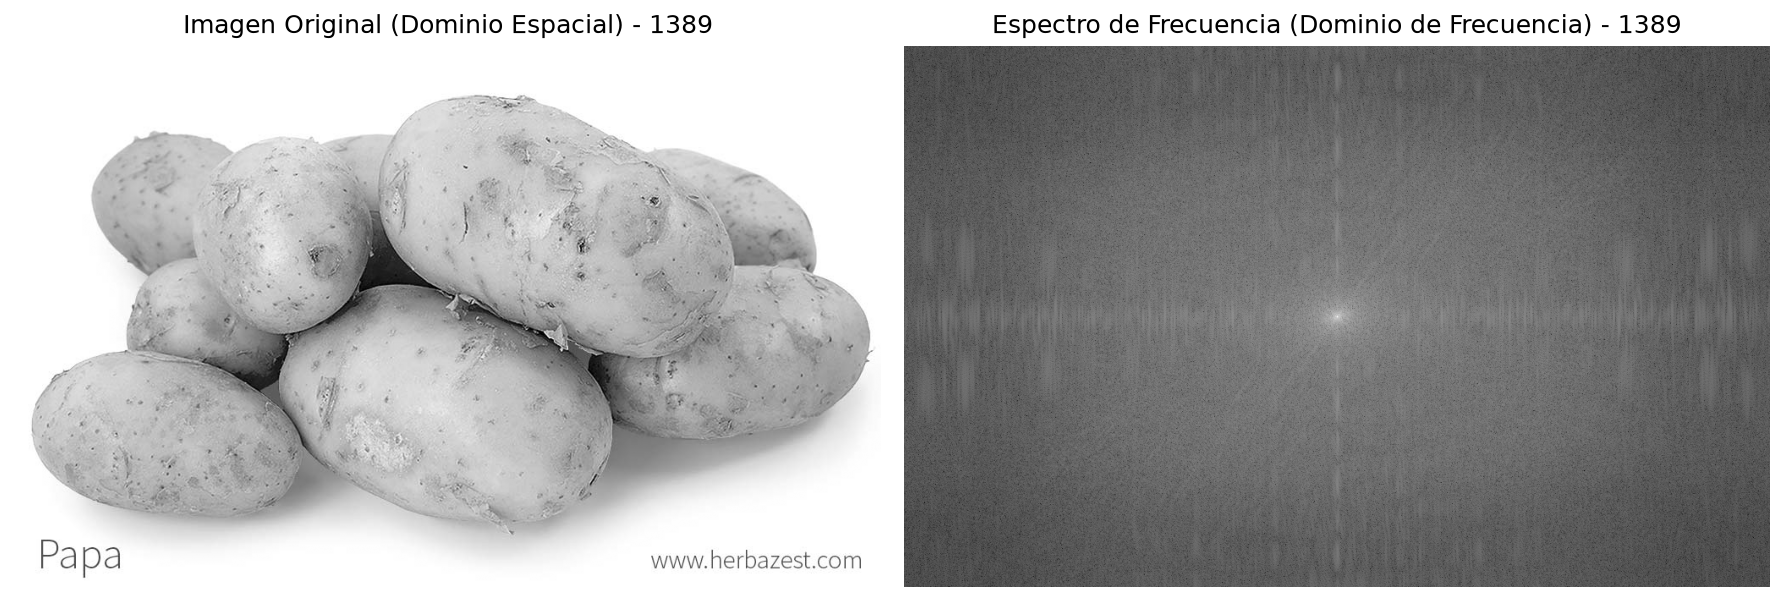 Imagen Original (Dominio Espacial) - 1389
Espectro de Frecuencia (Dominio de Frecuencia) - 1389
Papa
www.herbazest.com